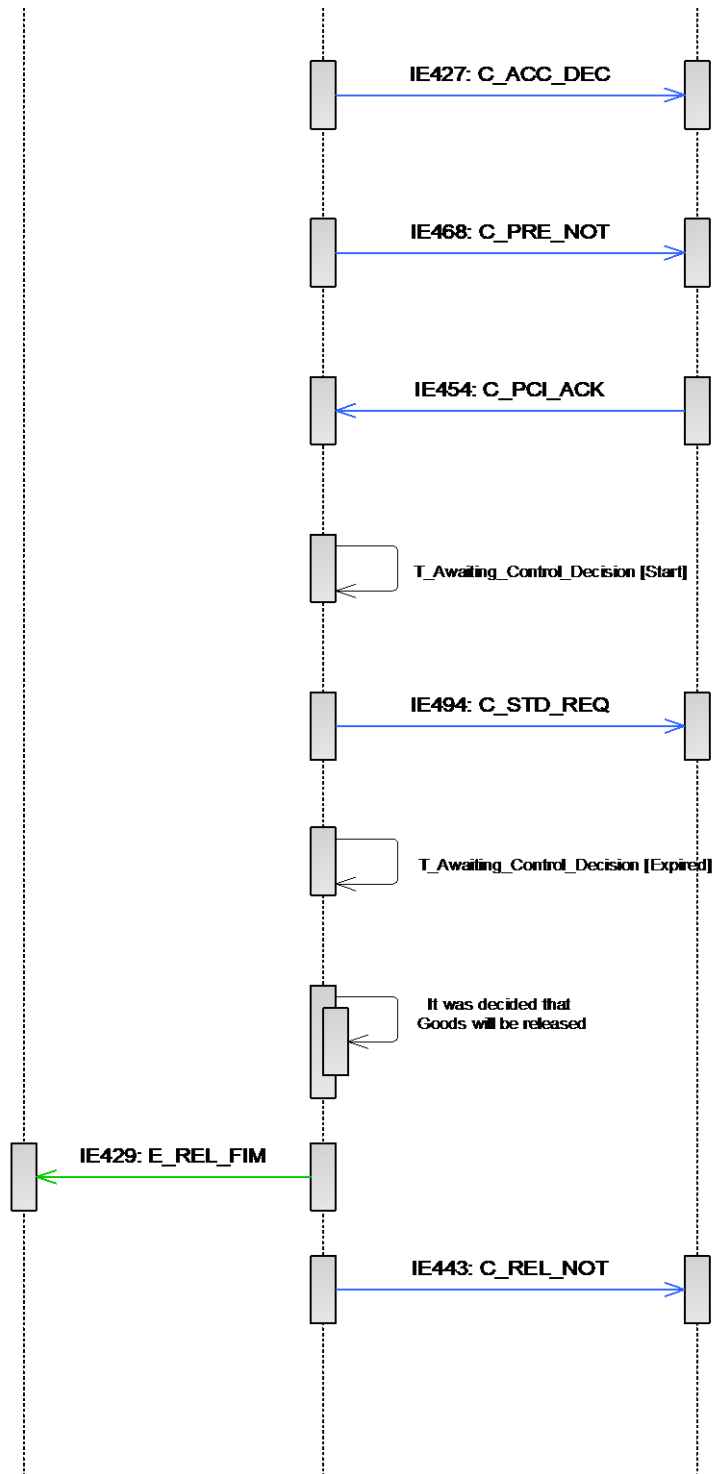 IE427: C_ACC_DEC
IE468: C_PRE_NOT
IE454: C_PCI_ACK
T_Awaiting_Control_Decision [Start]
IE494: C_STD_REQ
T_Awaiting_Control_Decision [Expired]
It was decided that
Goods will be released
IE429: E_REL_FIM
IE443: C_REL_NOT